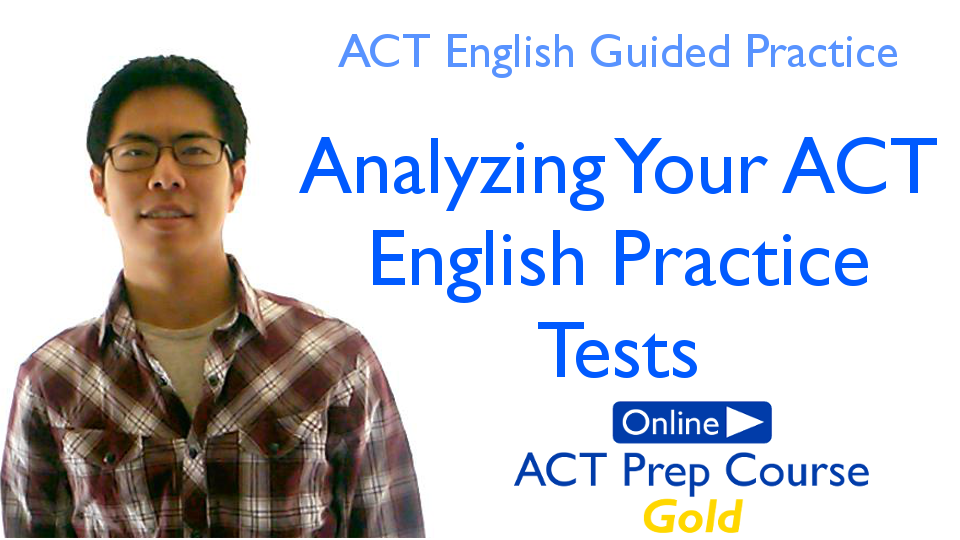 ACT English Guided Practice
Analyzing Your ACT
English Practice
Tests
Online
ACT Prep Course
Gold